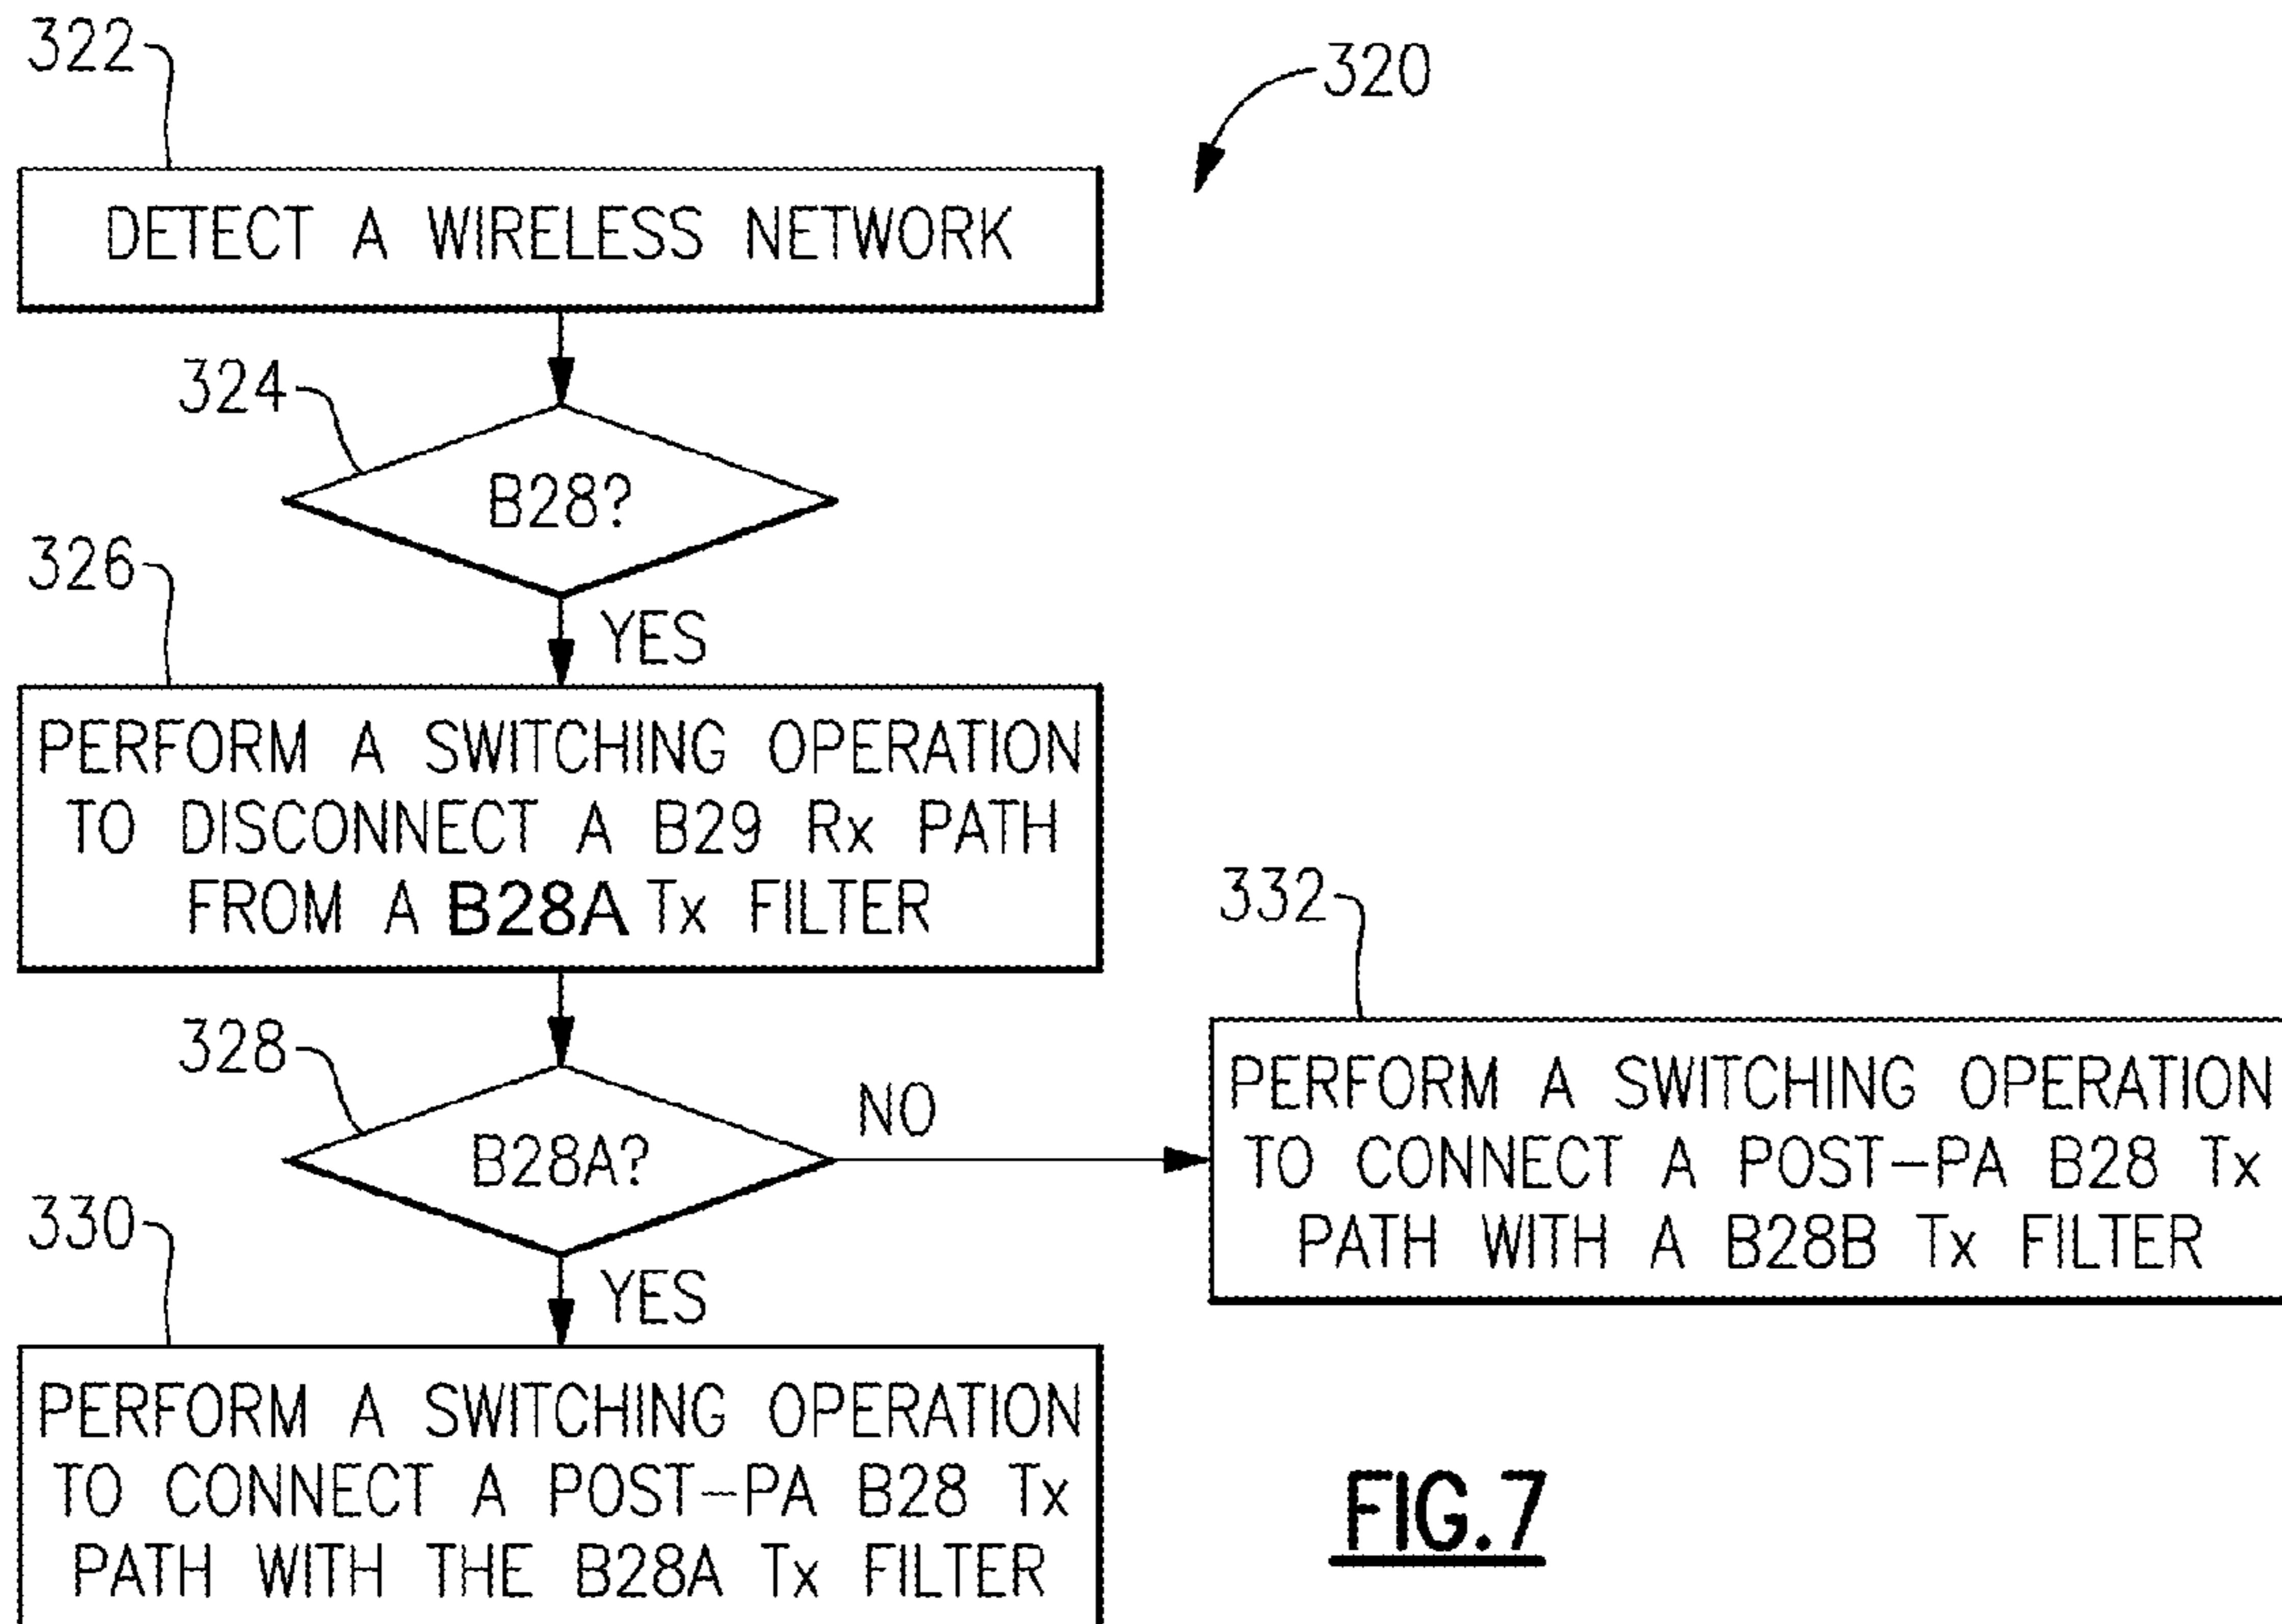 322
320
DETECT A WIRELESS NETWORK
324
B28?
326
YES
PERFORM A SWITCHING OPERATION
TO DISCONNECT A B29 Rx PATH
FROM A B28A Tx FILTER
332
328
B28A?
NO
PERFORM A SWITCHING OPERATION
TO CONNECT A POST-PA B28 Tx
PATH WITH A B28B Tx FILTER
330
YES
PERFORM A SWITCHING OPERATION
TO CONNECT A POST-PA B28 Tx
PATH WITH THE B28A Tx FILTER
FIG.7